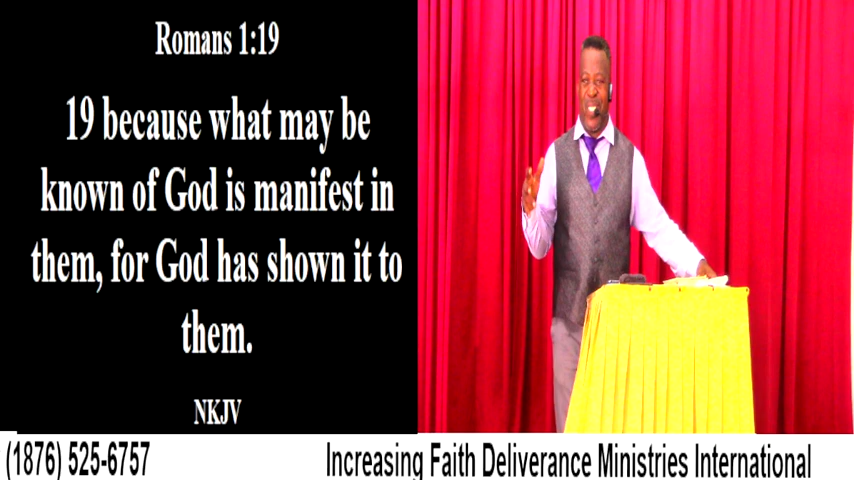 Romans 1:19
19 because what may be
known of God is manifest in
them, for God has shown it to
them.
NKJV
(1876) 525-6757
Increasing Faith Deliverance Ministries International